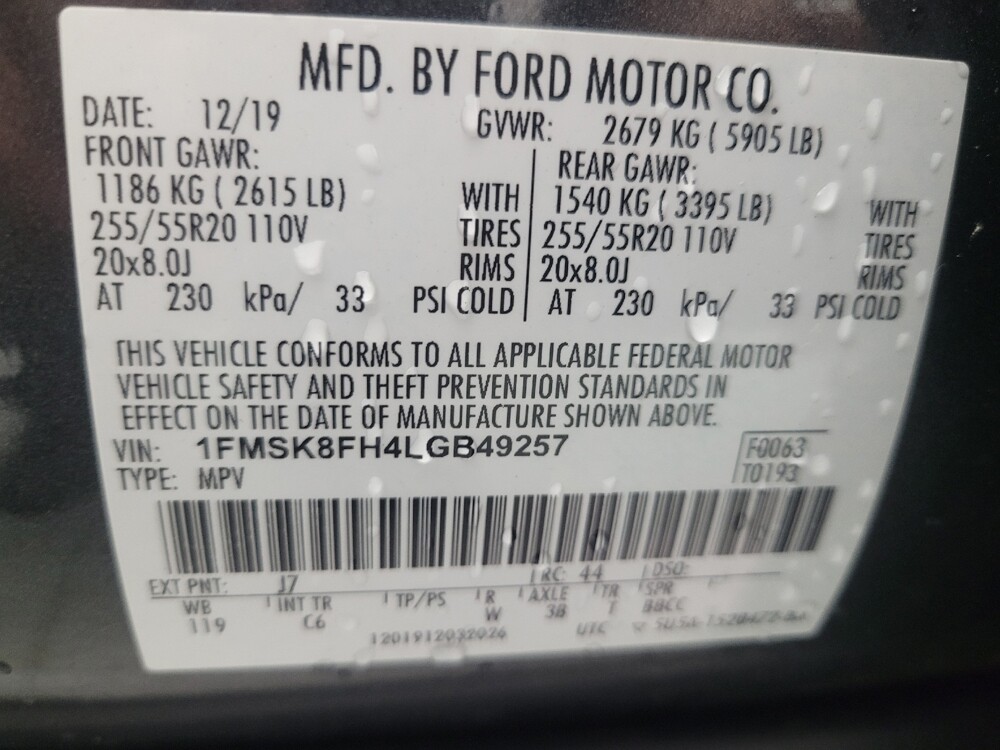 MFD. BY FORD MOTOR CO.
DATE: 12/19 GVWR: 2679 KG ( 5905 LB)
FRONT GAWR: REAR GAWR:
1186 KG ( 2615 LB) WITH 1540 KG ( 3395 LB) WITH
255/55R20 110V TIRES 255/55R20 110V TIRES
20x8.0J RIMS 20x8.0J RIMS
AT 230 kPa/ 33 PSI COLD AT 230 kPa/ 33 PSI COLD
THIS VEHICLE CONFORMS TO ALL APPLICABLE FEDERAL MOTOR
VEHICLE SAFETY AND THEFT PREVENTION STANDARDS IN
EFFECT ON THE DATE OF MANUFACTURE SHOWN ABOVE.
VIN: 1FMSK8FH4LGB49257 F0063
TYPE: MPV T0193
EXT PNT: J7 RC: 44 DSO:
WB INT TR TP/PS R AXLE TR SPR
119 C6 W 3B T BBCC
1201912032026 UTC